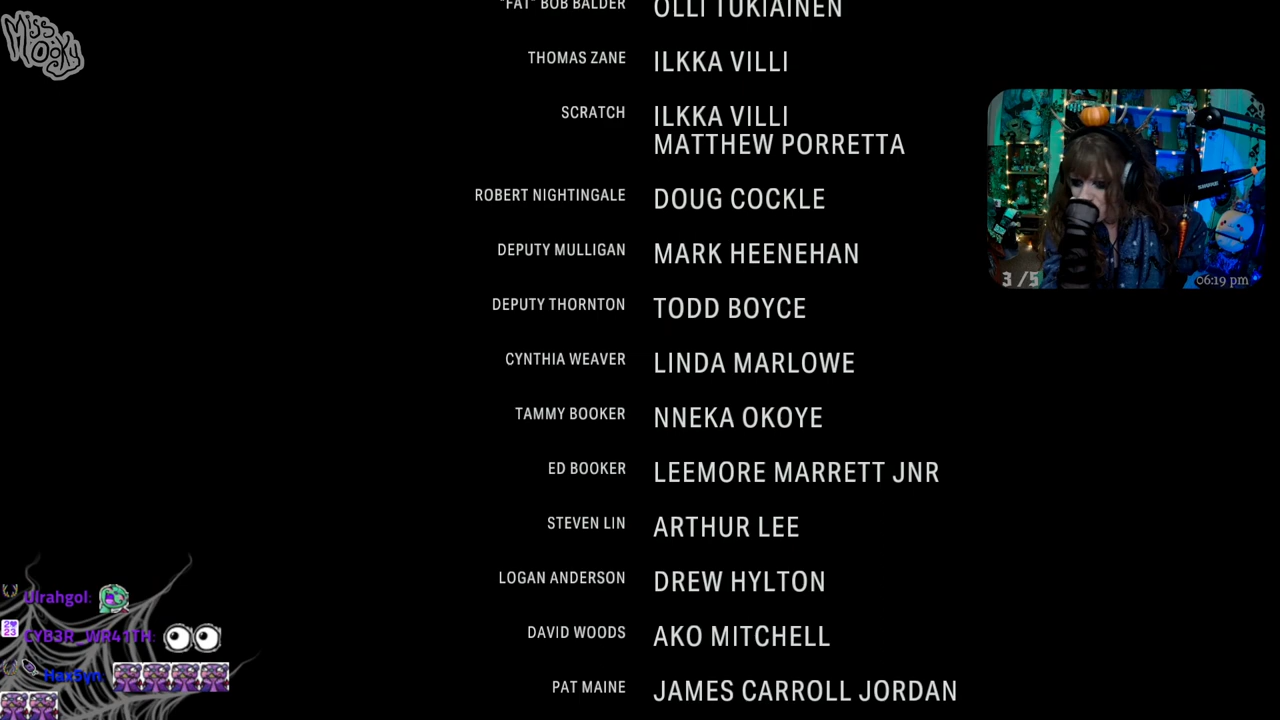 Miss Mooky
"FAT" BOB BALDER OLLI TUKIAINEN
THOMAS ZANE ILKKA VILLI
SCRATCH ILKKA VILLI
MATTHEW PORRETTA
ROBERT NIGHTINGALE DOUG COCKLE
DEPUTY MULLIGAN MARK HEENEHAN
DEPUTY THORNTON TODD BOYCE
CYNTHIA WEAVER LINDA MARLOWE
TAMMY BOOKER NNEKA OKOYE
ED BOOKER LEEMORE MARRETT JNR
STEVEN LIN ARTHUR LEE
LOGAN ANDERSON DREW HYLTON
DAVID WOODS AKO MITCHELL
PAT MAINE JAMES CARROLL JORDAN
SHURE
3 /5 06:19 pm
Ulrahgol:
CYB3R_WR41TH:
HaxSyn: